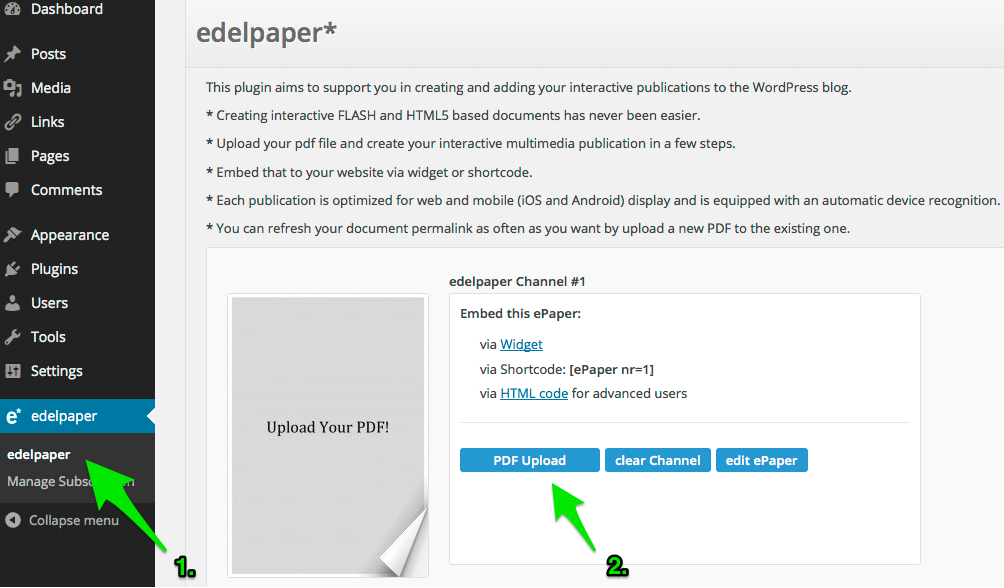 Dashboard
Posts
Media
Links
Pages
Comments
Appearance
Plugins
Users
Tools
Settings
e* edelpaper
edelpaper
Manage Subsc n
Collapse menu
1.
edelpaper*
This plugin aims to support you in creating and adding your interactive publications to the WordPress blog.
* Creating interactive FLASH and HTML5 based documents has never been easier.
* Upload your pdf file and create your interactive multimedia publication in a few steps.
* Embed that to your website via widget or shortcode.
* Each publication is optimized for web and mobile (iOS and Android) display and is equipped with an automatic device recognition.
* You can refresh your document permalink as often as you want by upload a new PDF to the existing one.
Upload Your PDF!
edelpaper Channel #1
Embed this ePaper:
via Widget
via Shortcode: [ePaper nr=1]
via HTML code for advanced users
PDF Upload clear Channel edit ePaper
2.